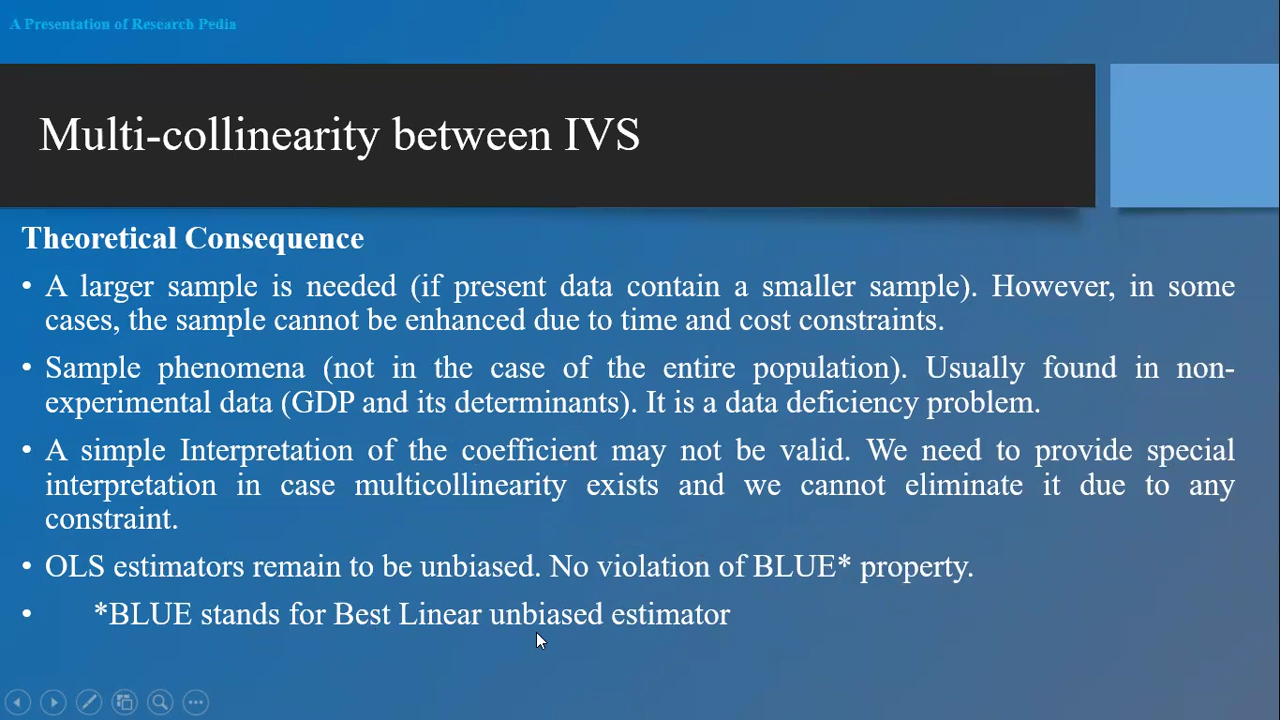 A Presentation of Research Pedia
Multi-collinearity between IVS
Theoretical Consequence
• A larger sample is needed (if present data contain a smaller sample). However, in some
cases, the sample cannot be enhanced due to time and cost constraints.
• Sample phenomena (not in the case of the entire population). Usually found in non-
experimental data (GDP and its determinants). It is a data deficiency problem.
• A simple Interpretation of the coefficient may not be valid. We need to provide special
interpretation in case multicollinearity exists and we cannot eliminate it due to any
constraint.
• OLS estimators remain to be unbiased. No violation of BLUE* property.
• *BLUE stands for Best Linear unbiased estimator